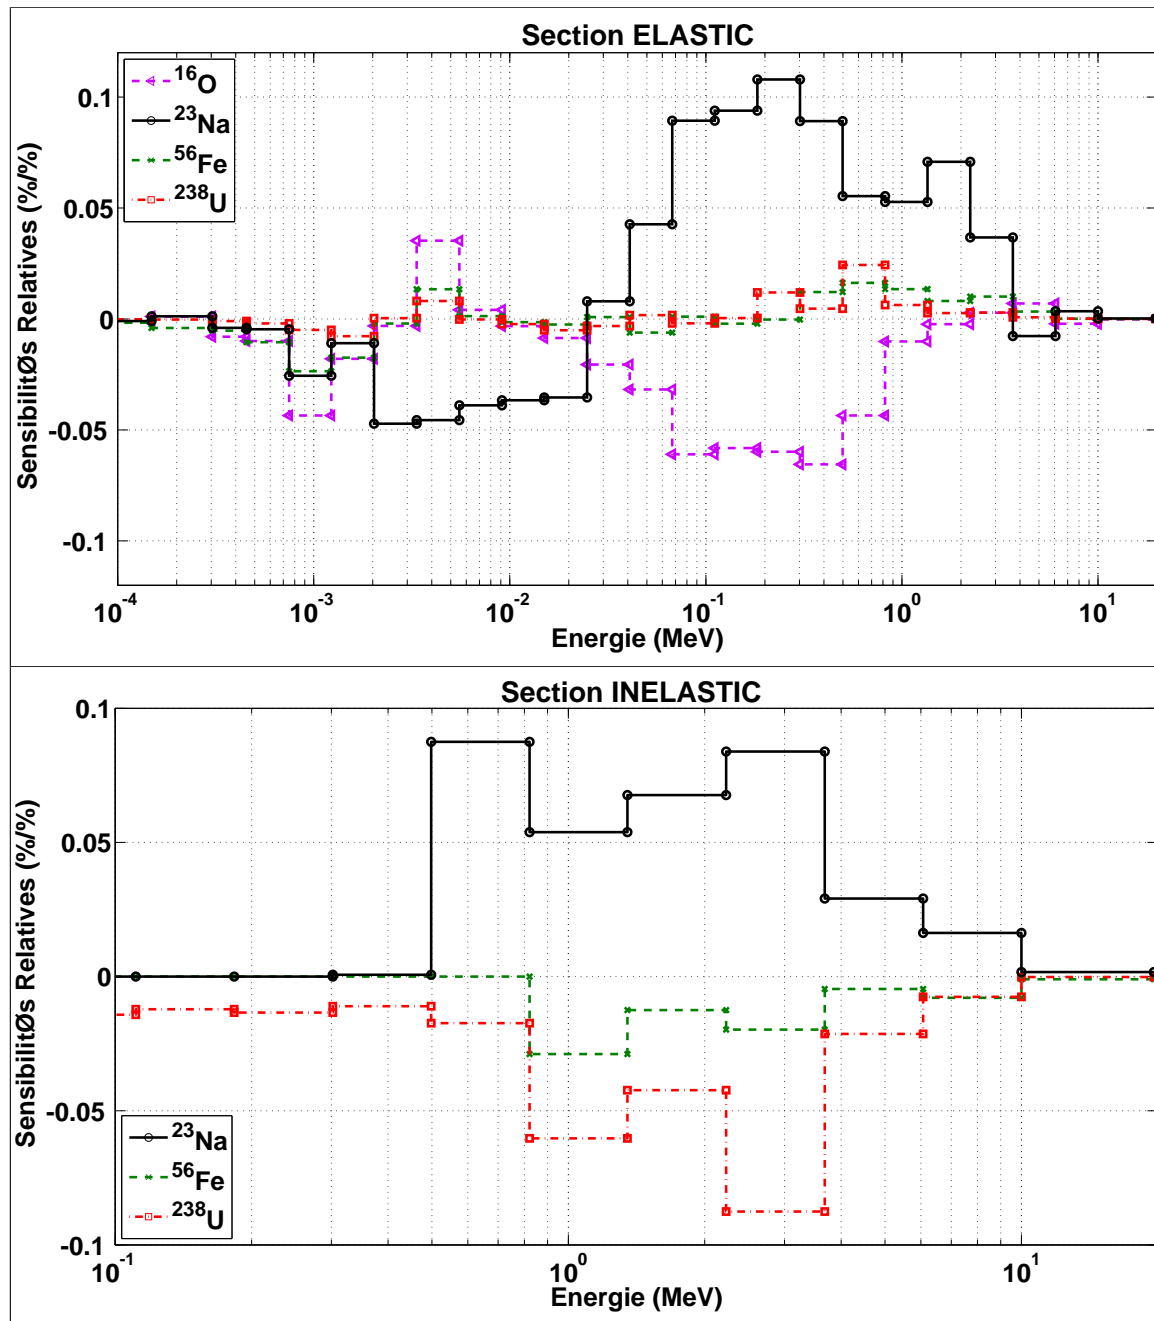 Section ELASTIC
16O
23Na
56Fe
238U
0.1
0.05
0
-0.05
-0.1
SensibilitØs Relatives (%/%)
10-4 10-3 10-2 10-1 100 101
Energie (MeV)
Section INELASTIC
0.1
0.05
0
-0.05
-0.1
SensibilitØs Relatives (%/%)
23Na
56Fe
238U
10-1 100 101
Energie (MeV)